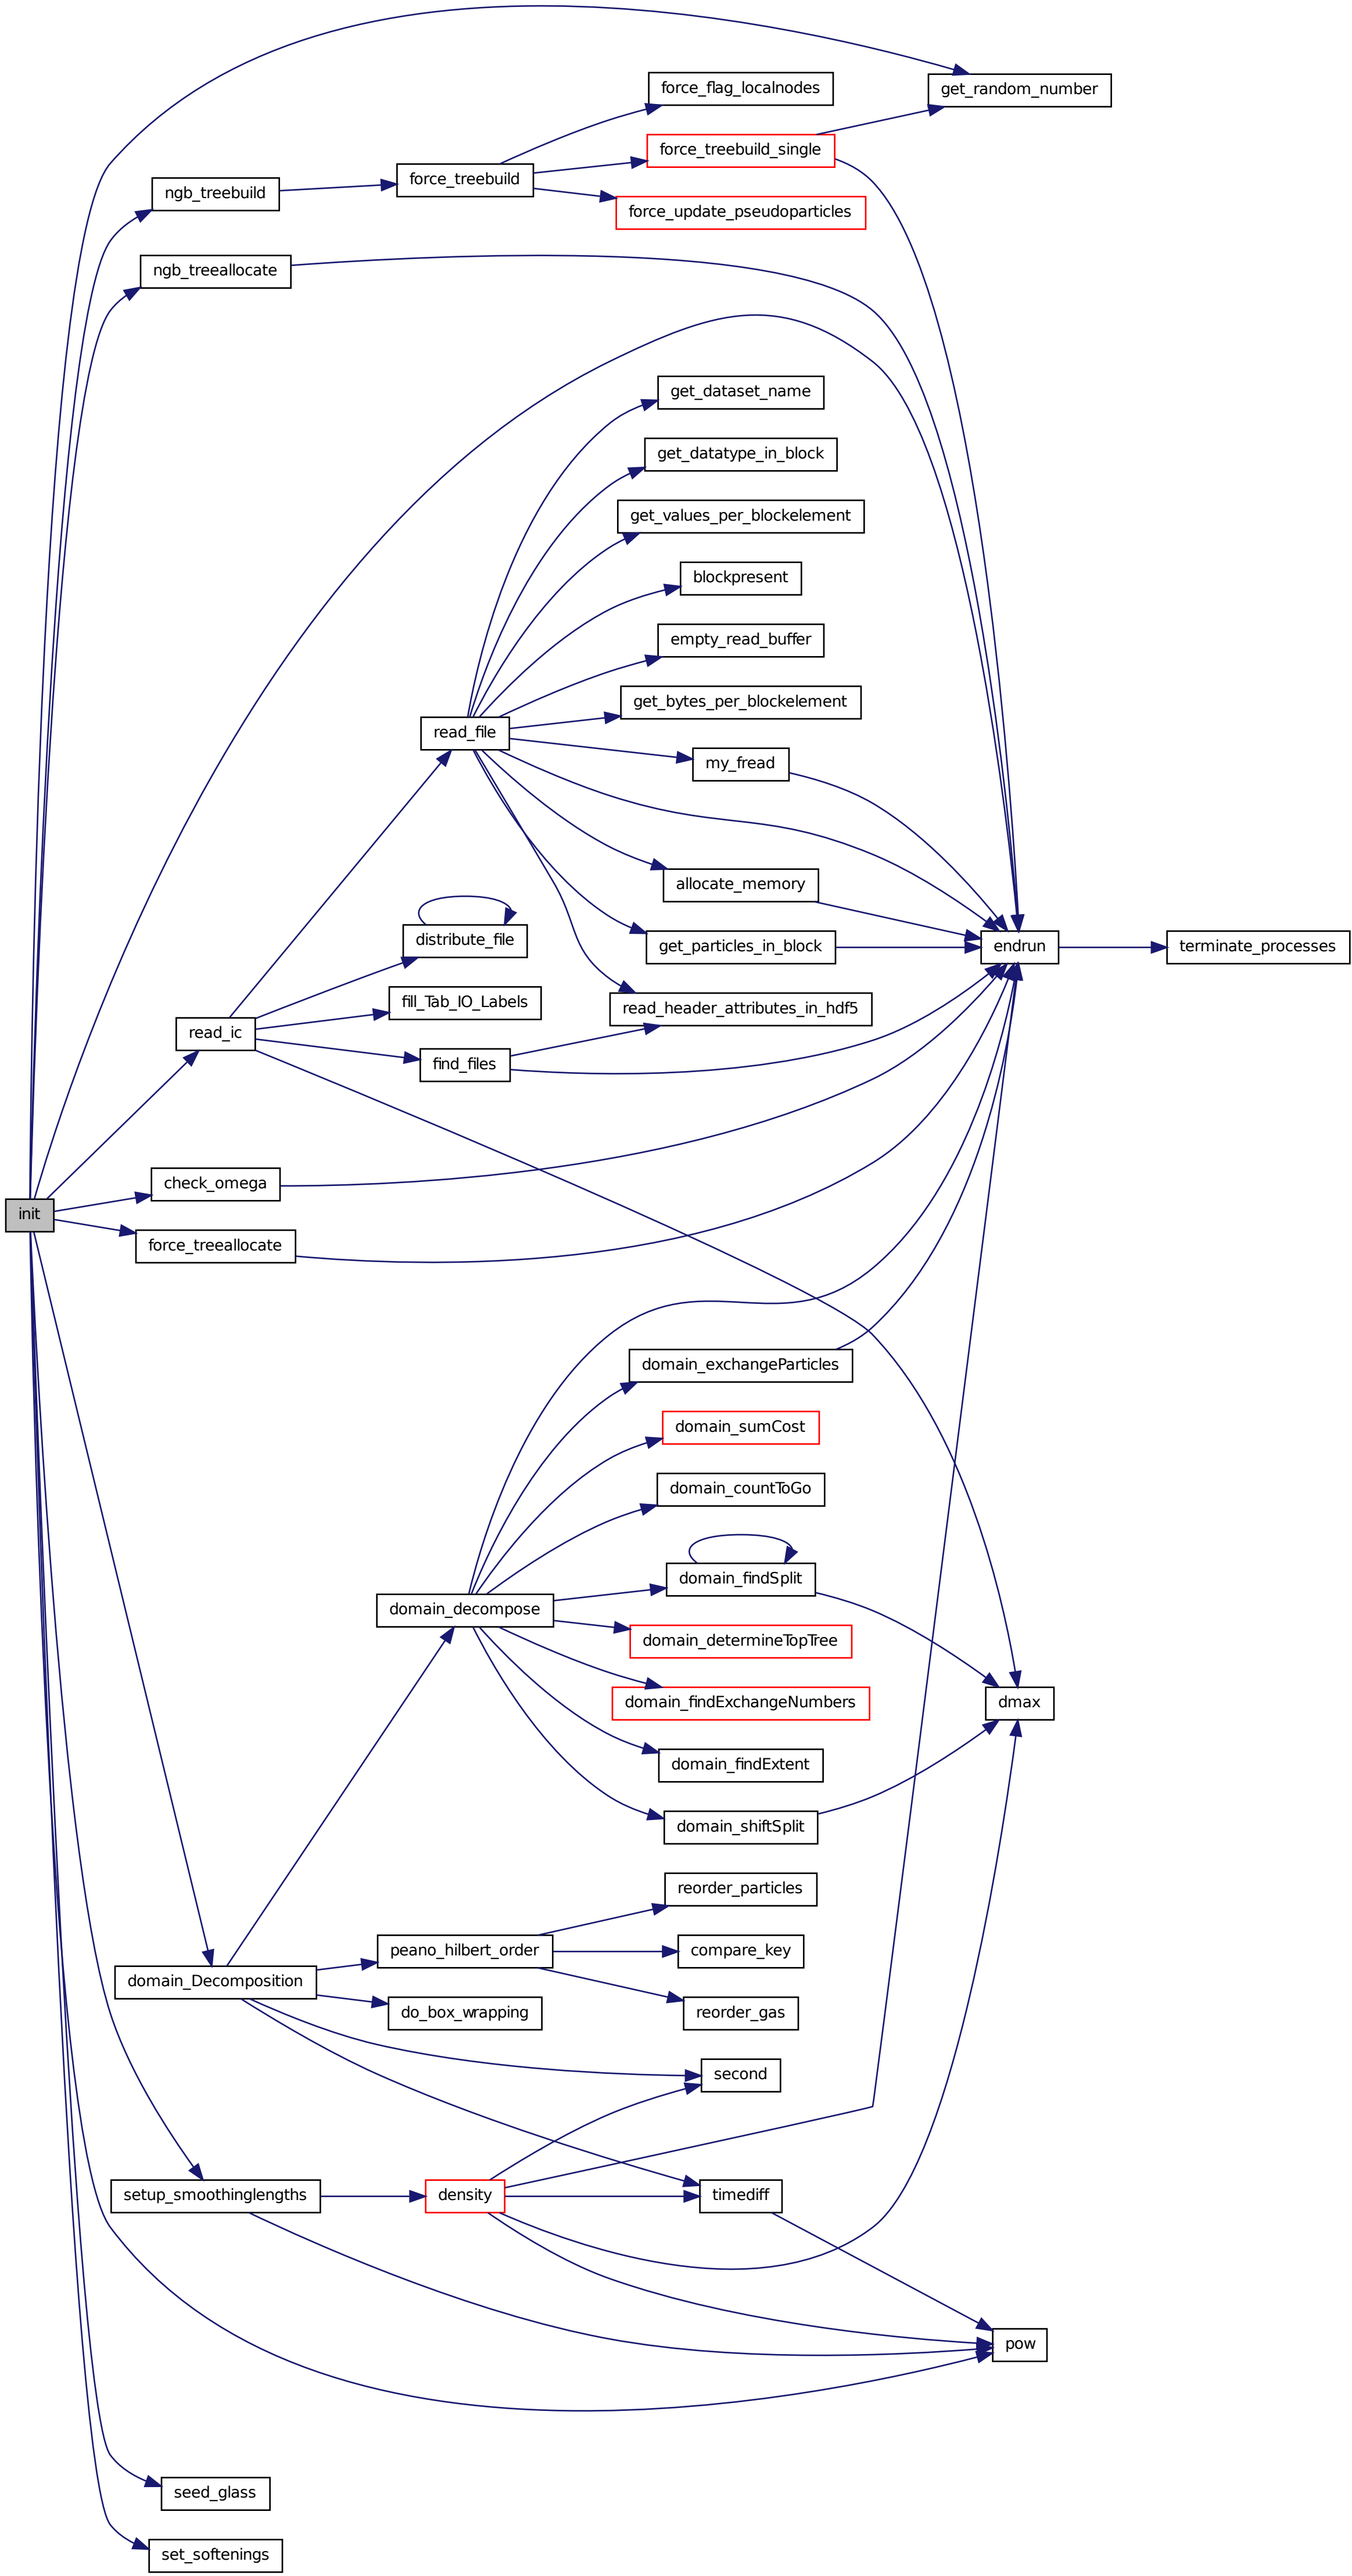 get_random_number
force_flag_localnodes
force_treebuild_single
force_treebuild
ngb_treebuild
force_update_pseudoparticles
ngb_treeallocate
get_dataset_name
get_datatype_in_block
get_values_per_blockelement
blockpresent
empty_read_buffer
get_bytes_per_blockelement
read_file
my_fread
allocate_memory
distribute_file
get_particles_in_block
endrun
terminate_processes
fill_Tab_IO_Labels
read_header_attributes_in_hdf5
read_ic
find_files
check_omega
init
force_treeallocate
domain_exchangeParticles
domain_sumCost
domain_countToGo
domain_findSplit
domain_decompose
domain_determineTopTree
domain_findExchangeNumbers
dmax
domain_findExtent
domain_shiftSplit
reorder_particles
peano_hilbert_order
compare_key
domain_Decomposition
do_box_wrapping
reorder_gas
second
setup_smoothinglengths
density
timediff
pow
seed_glass
set_softenings